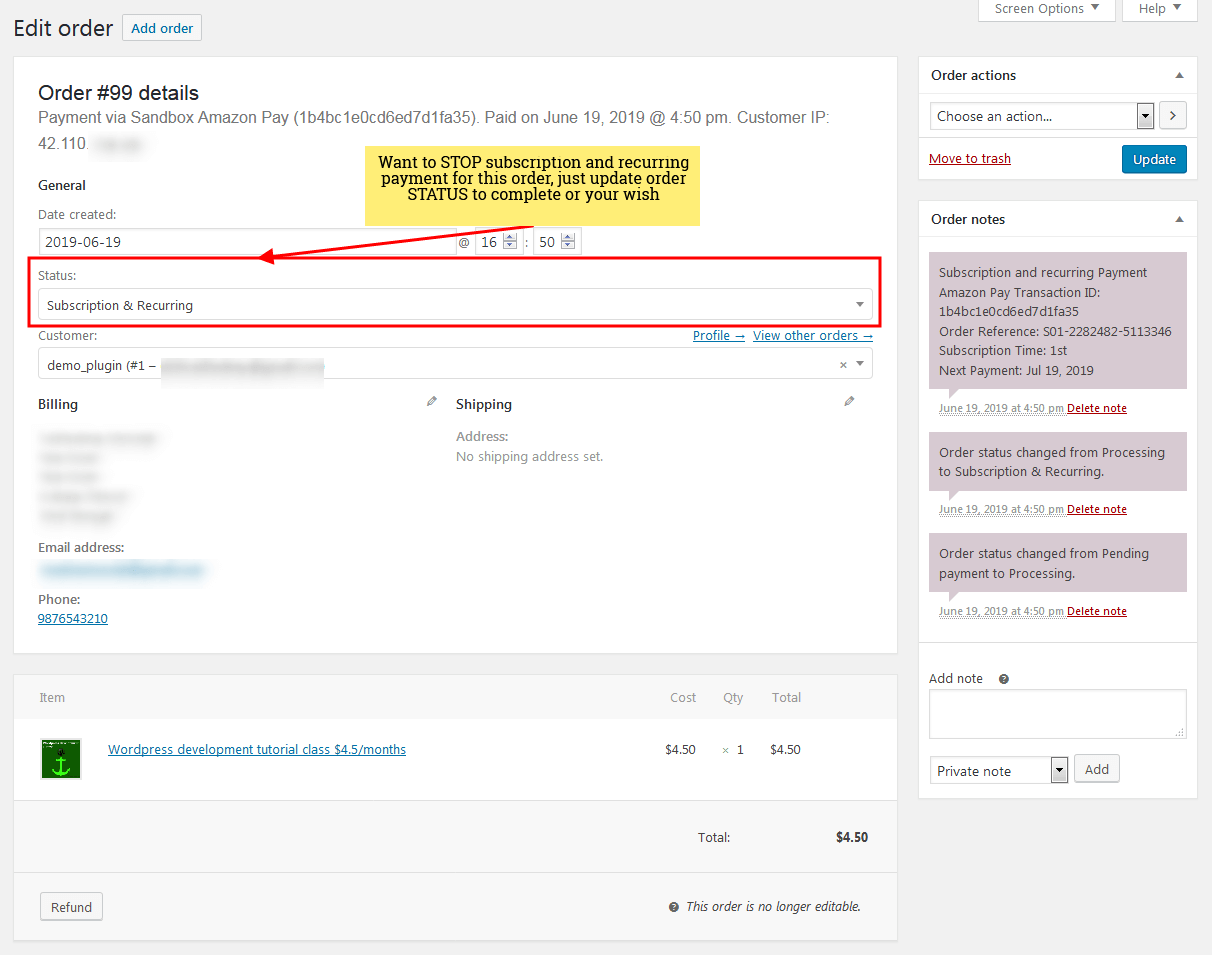 Screen Options
Help
Edit order
Add order
Order #99 details
Payment via Sandbox Amazon Pay (1b4bc1e0cd6ed7d1fa35). Paid on June 19, 2019 @ 4:50 pm. Customer IP:
42.110.
Want to STOP subscription and recurring
payment for this order, just update order
STATUS to complete or your wish
General
Date created:
2019-06-19 @ 16 : 50
Status:
Subscription & Recurring
Customer: Profile → View other orders →
demo_plugin (#1 – ×
Billing
Shipping
Address:
No shipping address set.
Email address:
Phone:
9876543210
Item Cost Qty Total
Wordpress development tutorial class $4.5/months $4.50 × 1 $4.50
Total: $4.50
Refund
This order is no longer editable.
Order actions
Choose an action...
Move to trash
Update
Order notes
Subscription and recurring Payment
Amazon Pay Transaction ID:
1b4bc1e0cd6ed7d1fa35
Order Reference: S01-2282482-5113346
Subscription Time: 1st
Next Payment: Jul 19, 2019
June 19, 2019 at 4:50 pm Delete note
Order status changed from Processing
to Subscription & Recurring.
June 19, 2019 at 4:50 pm Delete note
Order status changed from Pending
payment to Processing.
June 19, 2019 at 4:50 pm Delete note
Add note
Private note
Add